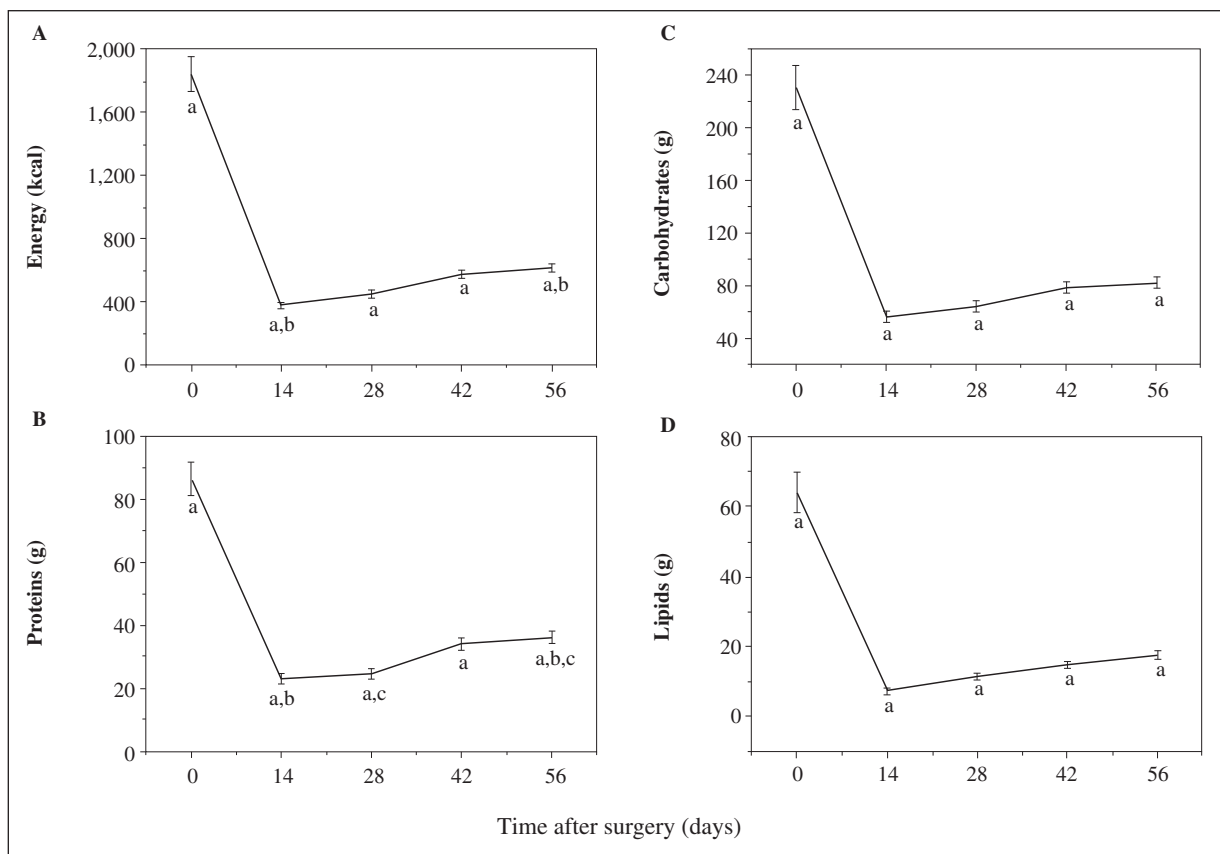 A
2,000
1,600
1,200
800
400
0
Energy (kcal)
a
a,b
a
a
a,b
0 14 28 42 56
B
100
80
60
40
20
0
Proteins (g)
a
a,b
a,c
a
a,b,c
0 14 28 42 56
C
240
200
160
120
80
40
Carbohydrates (g)
a
a
a
a
a
0 14 28 42 56
D
80
60
40
20
0
Lipids (g)
a
a
a
a
a
0 14 28 42 56
Time after surgery (days)